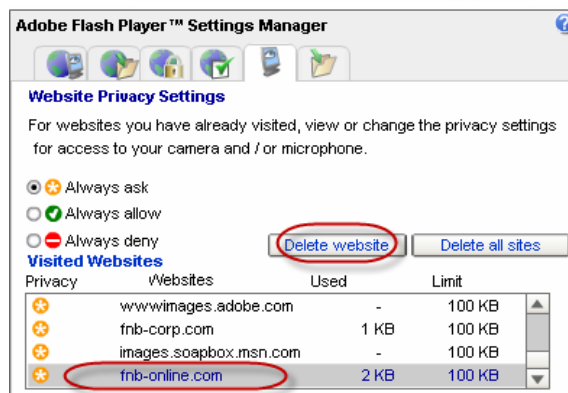 Adobe Flash Player™ Settings Manager
?
Website Privacy Settings
For websites you have already visited, view or change the privacy settings
for access to your camera and / or microphone.
Always ask
Always allow
Always deny
Delete website
Delete all sites
Visited Websites
Privacy Websites Used Limit
wwwimages.adobe.com - 100 KB
fnb-corp.com 1 KB 100 KB
images.soapbox.msn.com - 100 KB
fnb-online.com 2 KB 100 KB